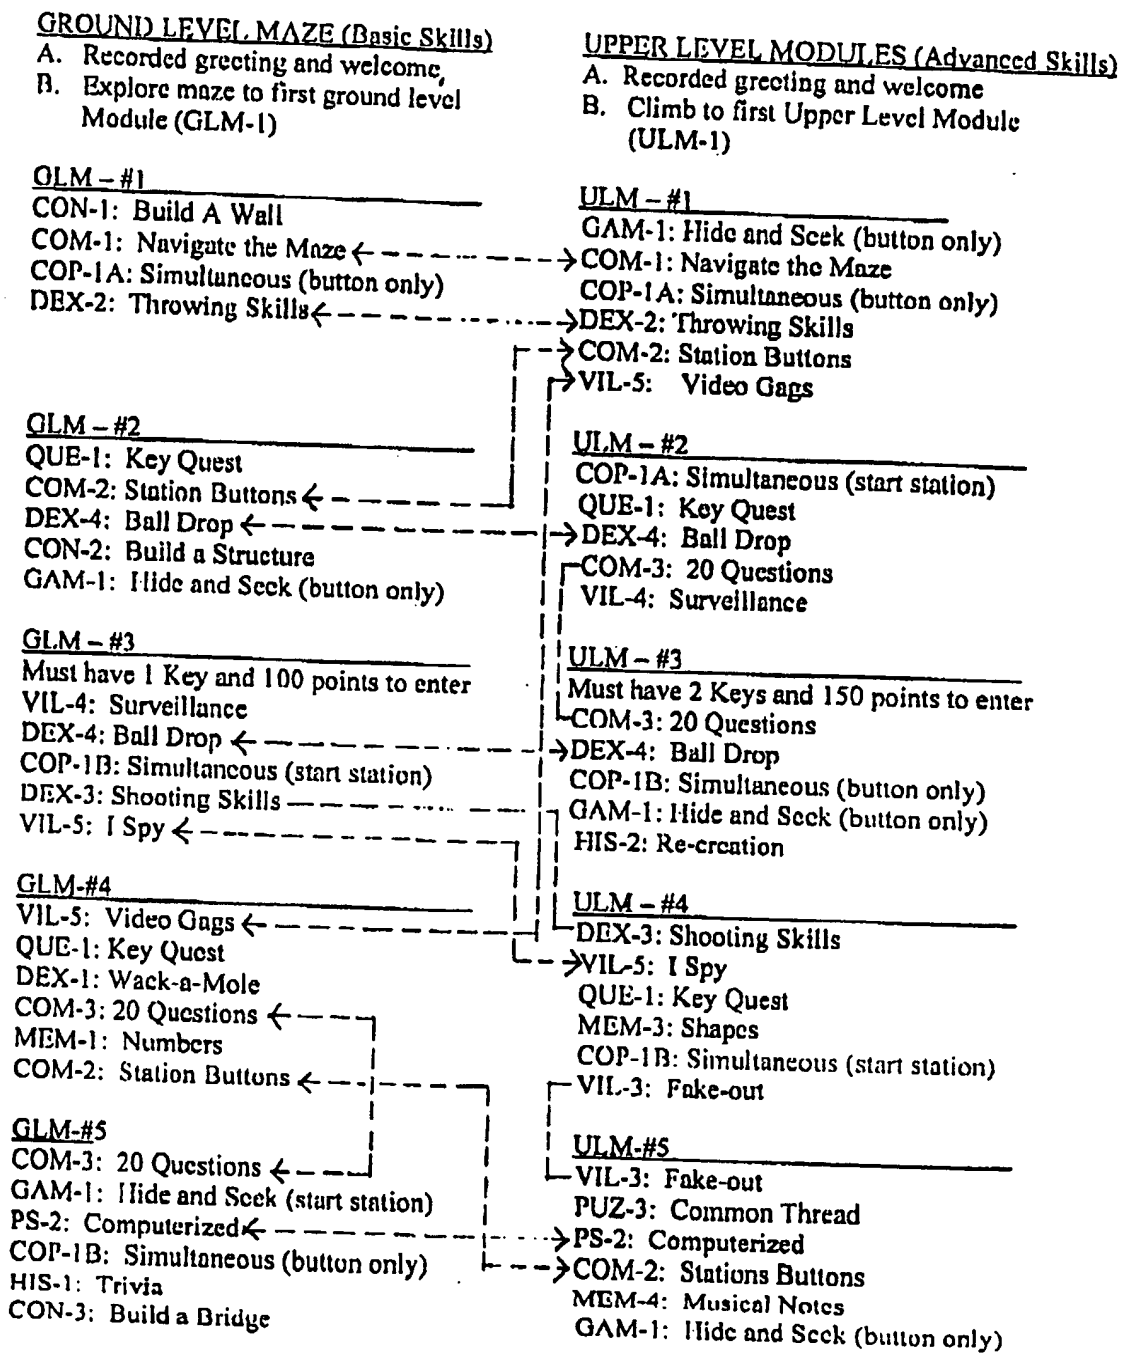 GROUND LEVEL MAZE (Basic Skills)
A. Recorded greeting and welcome,
B. Explore maze to first ground level
Module (GLM-1)
GLM – #1
CON-1: Build A Wall
COM-1: Navigate the Maze
COP-1A: Simultaneous (button only)
DEX-2: Throwing Skills
GLM – #2
QUE-1: Key Quest
COM-2: Station Buttons
DEX-4: Ball Drop
CON-2: Build a Structure
GAM-1: Hide and Seek (button only)
GLM – #3
Must have 1 Key and 100 points to enter
VIL-4: Surveillance
DEX-4: Ball Drop
COP-1B: Simultaneous (start station)
DEX-3: Shooting Skills
VIL-5: I Spy
GLM-#4
VIL-5: Video Gags
QUE-1: Key Quest
DEX-1: Wack-a-Mole
COM-3: 20 Questions
MEM-1: Numbers
COM-2: Station Buttons
GLM-#5
COM-3: 20 Questions
GAM-1: Hide and Seek (start station)
PS-2: Computerized
COP-1B: Simultaneous (button only)
HIS-1: Trivia
CON-3: Build a Bridge
UPPER LEVEL MODULES (Advanced Skills)
A. Recorded greeting and welcome
B. Climb to first Upper Level Module
(ULM-1)
ULM – #1
GAM-1: Hide and Seek (button only)
COM-1: Navigate the Maze
COP-1A: Simultaneous (button only)
DEX-2: Throwing Skills
COM-2: Station Buttons
VIL-5: Video Gags
ULM – #2
COP-1A: Simultaneous (start station)
QUE-1: Key Quest
DEX-4: Ball Drop
COM-3: 20 Questions
VIL-4: Surveillance
ULM – #3
Must have 2 Keys and 150 points to enter
COM-3: 20 Questions
DEX-4: Ball Drop
COP-1B: Simultaneous (button only)
GAM-1: Hide and Seek (button only)
HIS-2: Re-creation
ULM – #4
DEX-3: Shooting Skills
VIL-5: I Spy
QUE-1: Key Quest
MEM-3: Shapes
COP-1B: Simultaneous (start station)
VIL-3: Fake-out
ULM-#5
VIL-3: Fake-out
PUZ-3: Common Thread
PS-2: Computerized
COM-2: Stations Buttons
MEM-4: Musical Notes
GAM-1: Hide and Seek (button only)